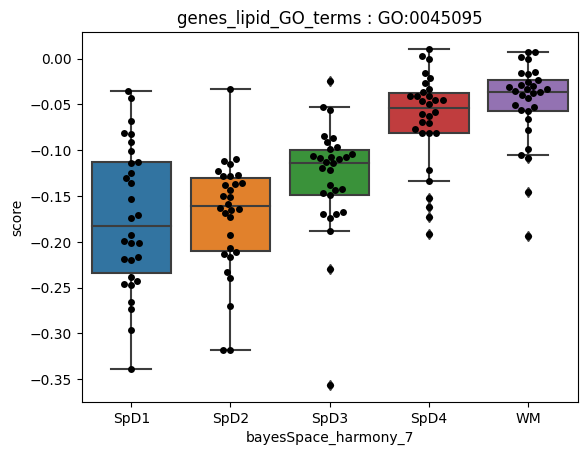 genes_lipid_GO_terms : GO:0045095
0.00
−0.05
−0.10
−0.15
−0.20
−0.25
−0.30
−0.35
score
SpD1 SpD2 SpD3 SpD4 WM
bayesSpace_harmony_7